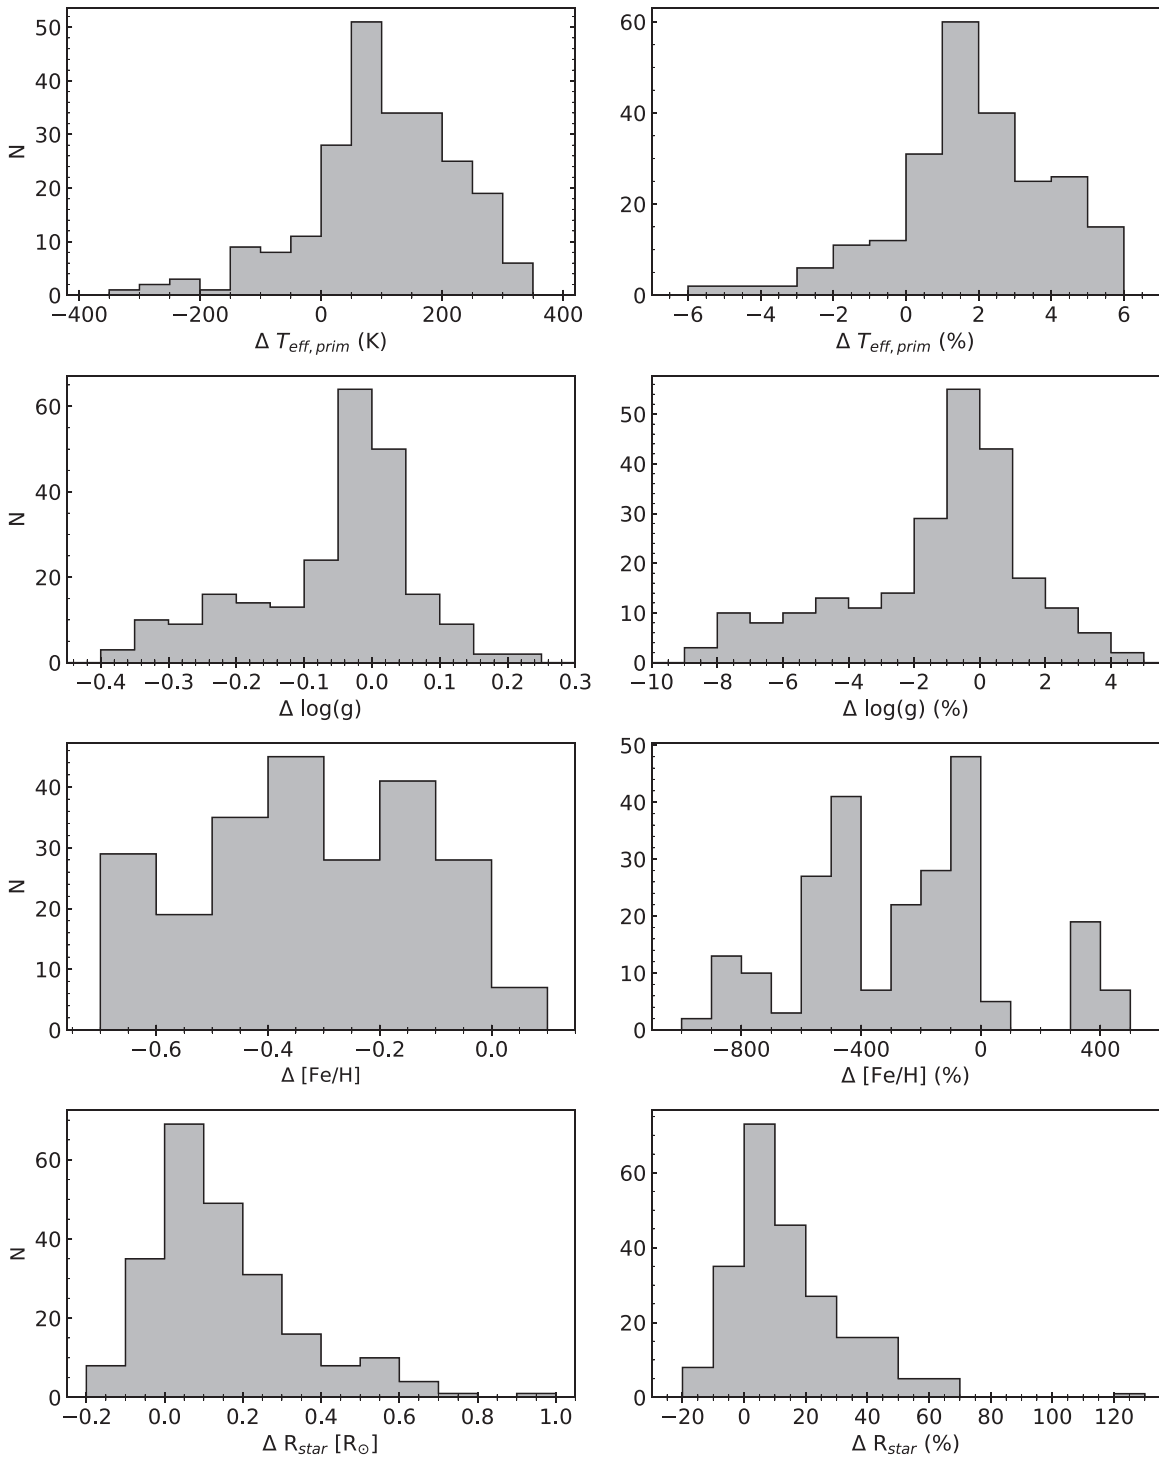 50
40
30
20
10
0
N
−400 −200 0 200 400
Δ T_eff,prim (K)
60
40
20
0
−6 −4 −2 0 2 4 6
Δ T_eff,prim (%)
60
40
20
0
N
−0.4 −0.3 −0.2 −0.1 0.0 0.1 0.2 0.3
Δ log(g)
50
40
30
20
10
0
−10 −8 −6 −4 −2 0 2 4
Δ log(g) (%)
40
30
20
10
0
N
−0.6 −0.4 −0.2 0.0
Δ [Fe/H]
50
40
30
20
10
0
−800 −400 0 400
Δ [Fe/H] (%)
60
40
20
0
N
−0.2 0.0 0.2 0.4 0.6 0.8 1.0
Δ R_star [R_⊙]
60
40
20
0
−20 0 20 40 60 80 100 120
Δ R_star (%)